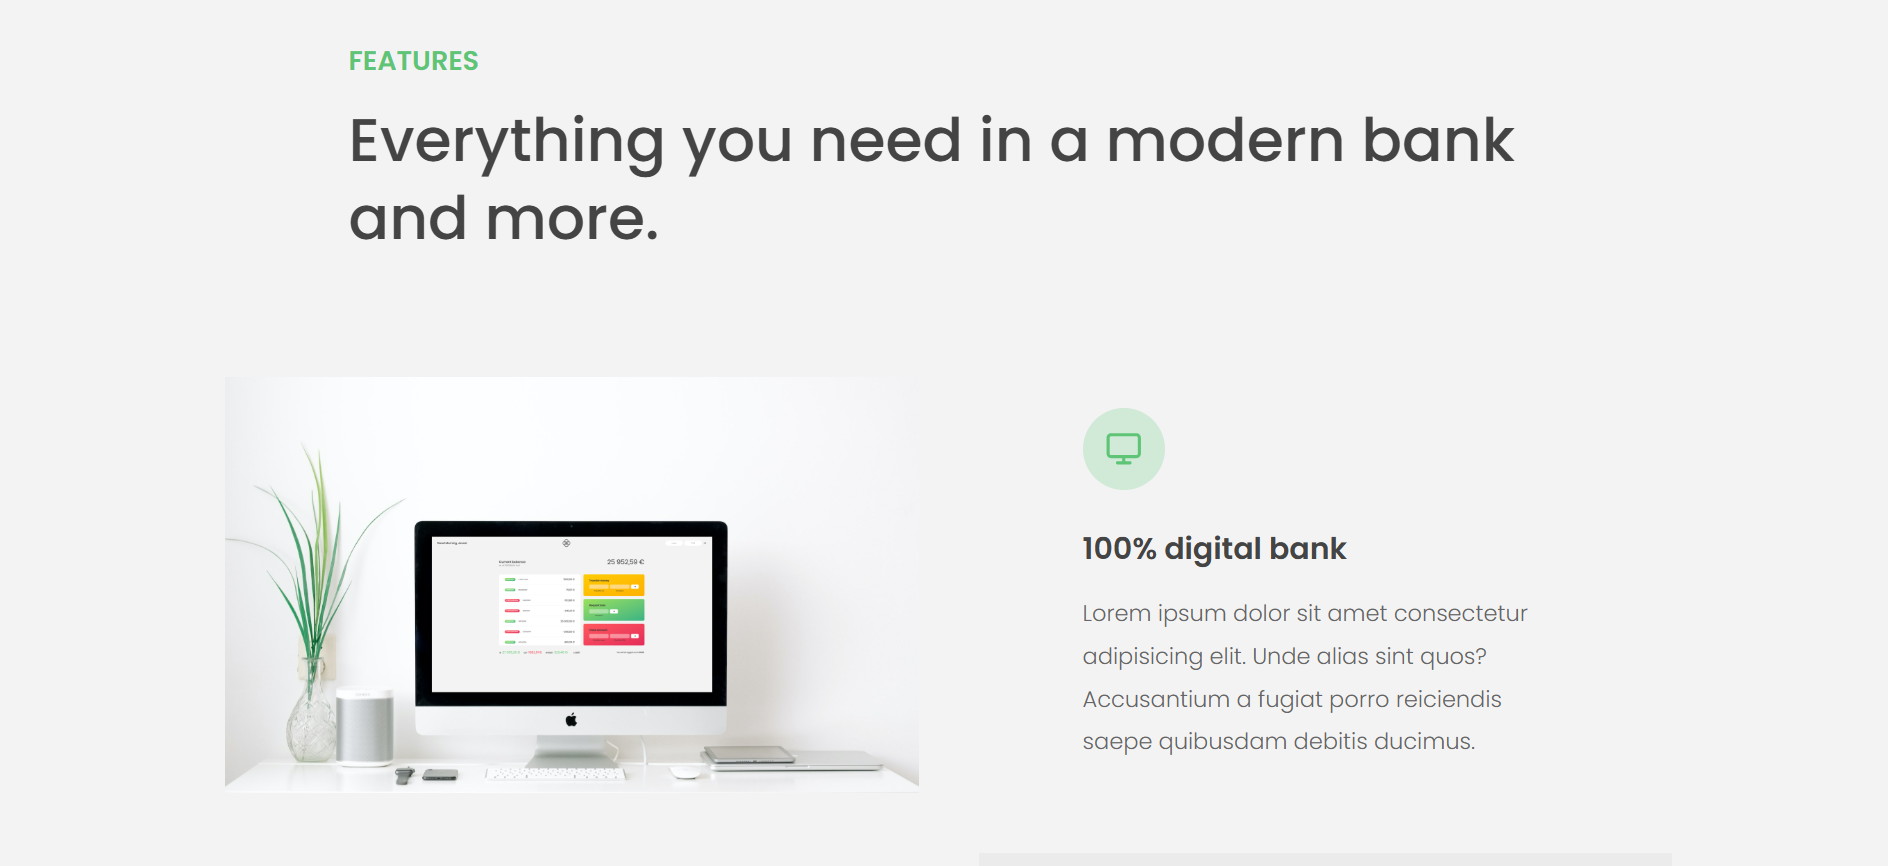 FEATURES
Everything you need in a modern bank
and more.
25 952,59 €
100% digital bank
Lorem ipsum dolor sit amet consectetur
adipisicing elit. Unde alias sint quos?
Accusantium a fugiat porro reiciendis
saepe quibusdam debitis ducimus.